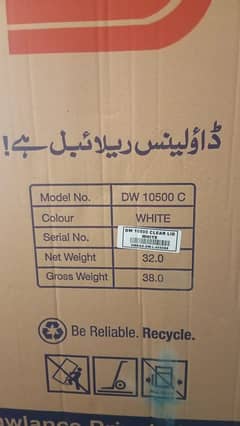 ڈاؤلینس ریلائبل ہے!
Model No. DW 10500 C
Colour WHITE
Serial No. DW 10500 CLEAR LID
WHITE
Net Weight 32.0
Gross Weight 38.0
Be Reliable. Recycle.